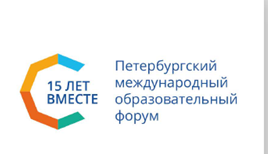 15 ЛЕТ
ВМЕСТЕ
Петербургский
международный
образовательный
форум